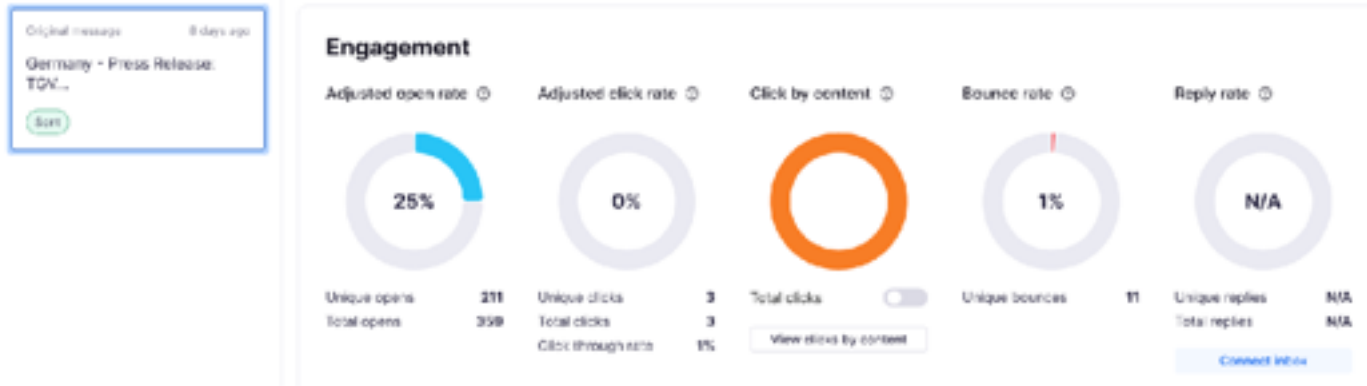 Original message 8 days ago
Germany - Press Release:
TGV...
Sent
Engagement
Adjusted open rate Adjusted click rate Click by content Bounce rate Reply rate
25% 0% 1% N/A
Unique opens 211 Unique clicks 3 Total clicks Unique bounces 11 Unique replies N/A
Total opens 359 Total clicks 3 Total replies N/A
View clicks by content
Click through rate 1%
Connect inbox